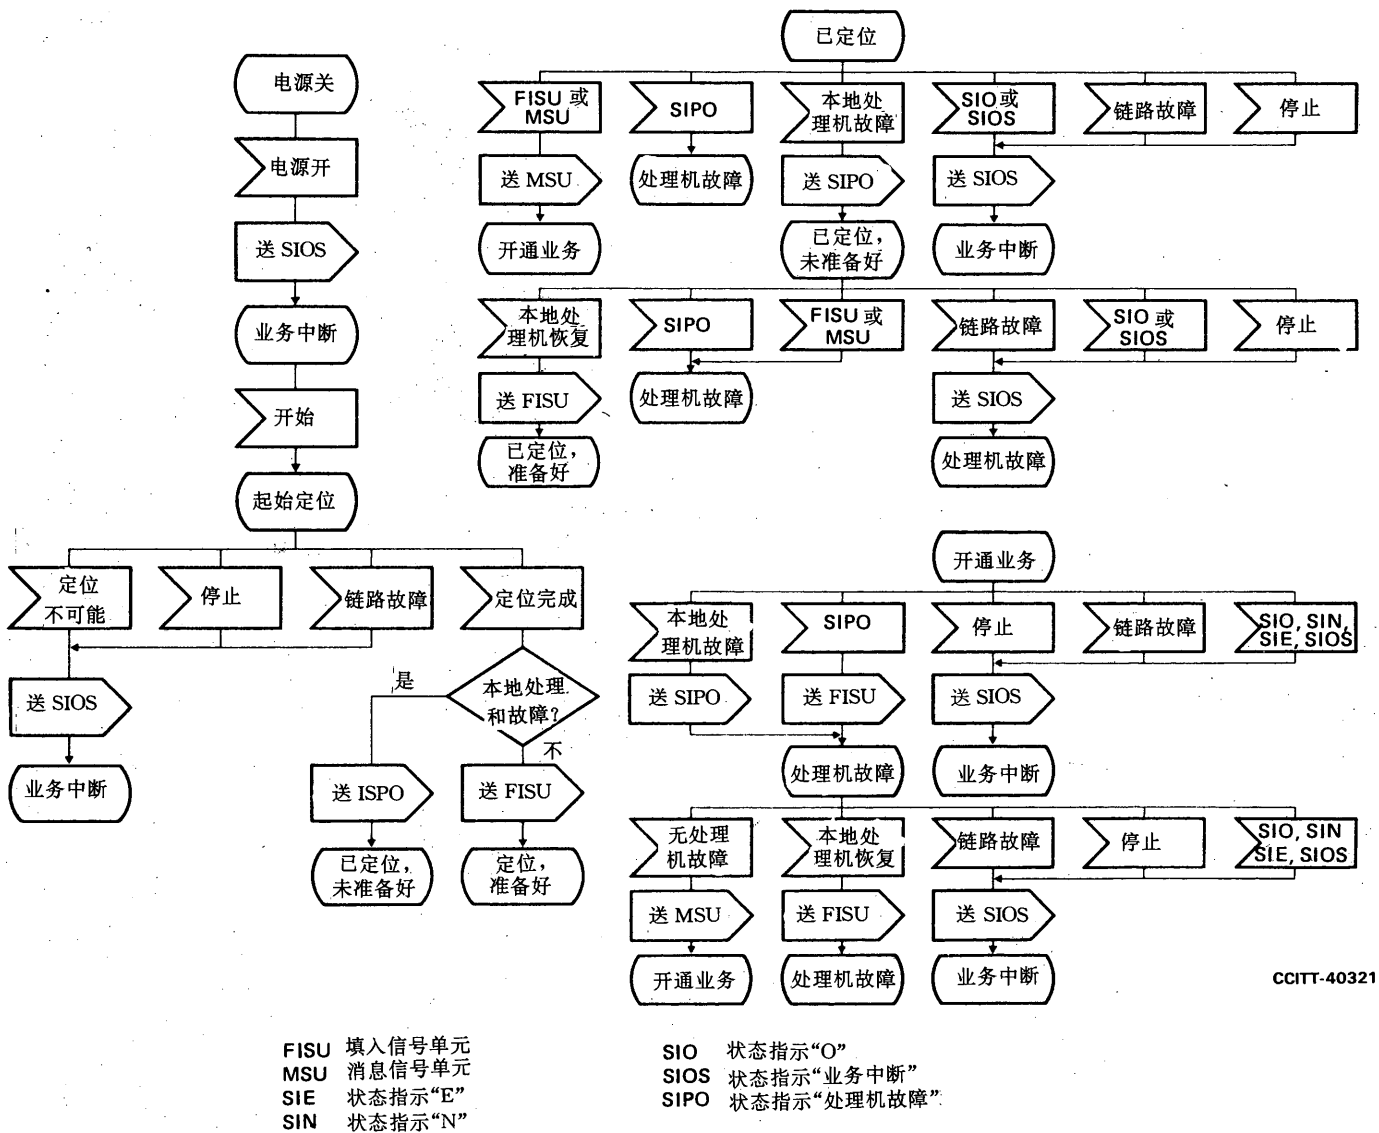 电源关
电源开
送 SIOS
业务中断
开始
起始定位
定位
不可能
停止
链路故障
定位完成
送 SIOS
业务中断
是
本地处理
和故障?
不
送 ISPO
送 FISU
已定位,
未准备好
定位,
准备好
已定位
FISU 或
MSU
SIPO
本地处
理机故障
SIO或
SIOS
链路故障
停止
送 MSU
处理机故障
送 SIPO
送 SIOS
开通业务
已定位,
未准备好
业务中断
本地处
理机恢复
SIPO
FISU 或
MSU
链路故障
SIO 或
SIOS
停止
送 FISU
处理机故障
送 SIOS
已定位,
准备好
处理机故障
开通业务
本地处
理机故障
SIPO
停止
链路故障
SIO, SIN,
SIE, SIOS
送 SIPO
送 FISU
送 SIOS
处理机故障
业务中断
无处理
机故障
本地处
理机恢复
链路故障
停止
SIO, SIN
SIE, SIOS
送 MSU
送 FISU
送 SIOS
开通业务
处理机故障
业务中断
CCITT-40321
FISU 填入信号单元
MSU 消息信号单元
SIE 状态指示“E”
SIN 状态指示“N”
SIO 状态指示“O”
SIOS 状态指示“业务中断”
SIPO 状态指示“处理机故障”